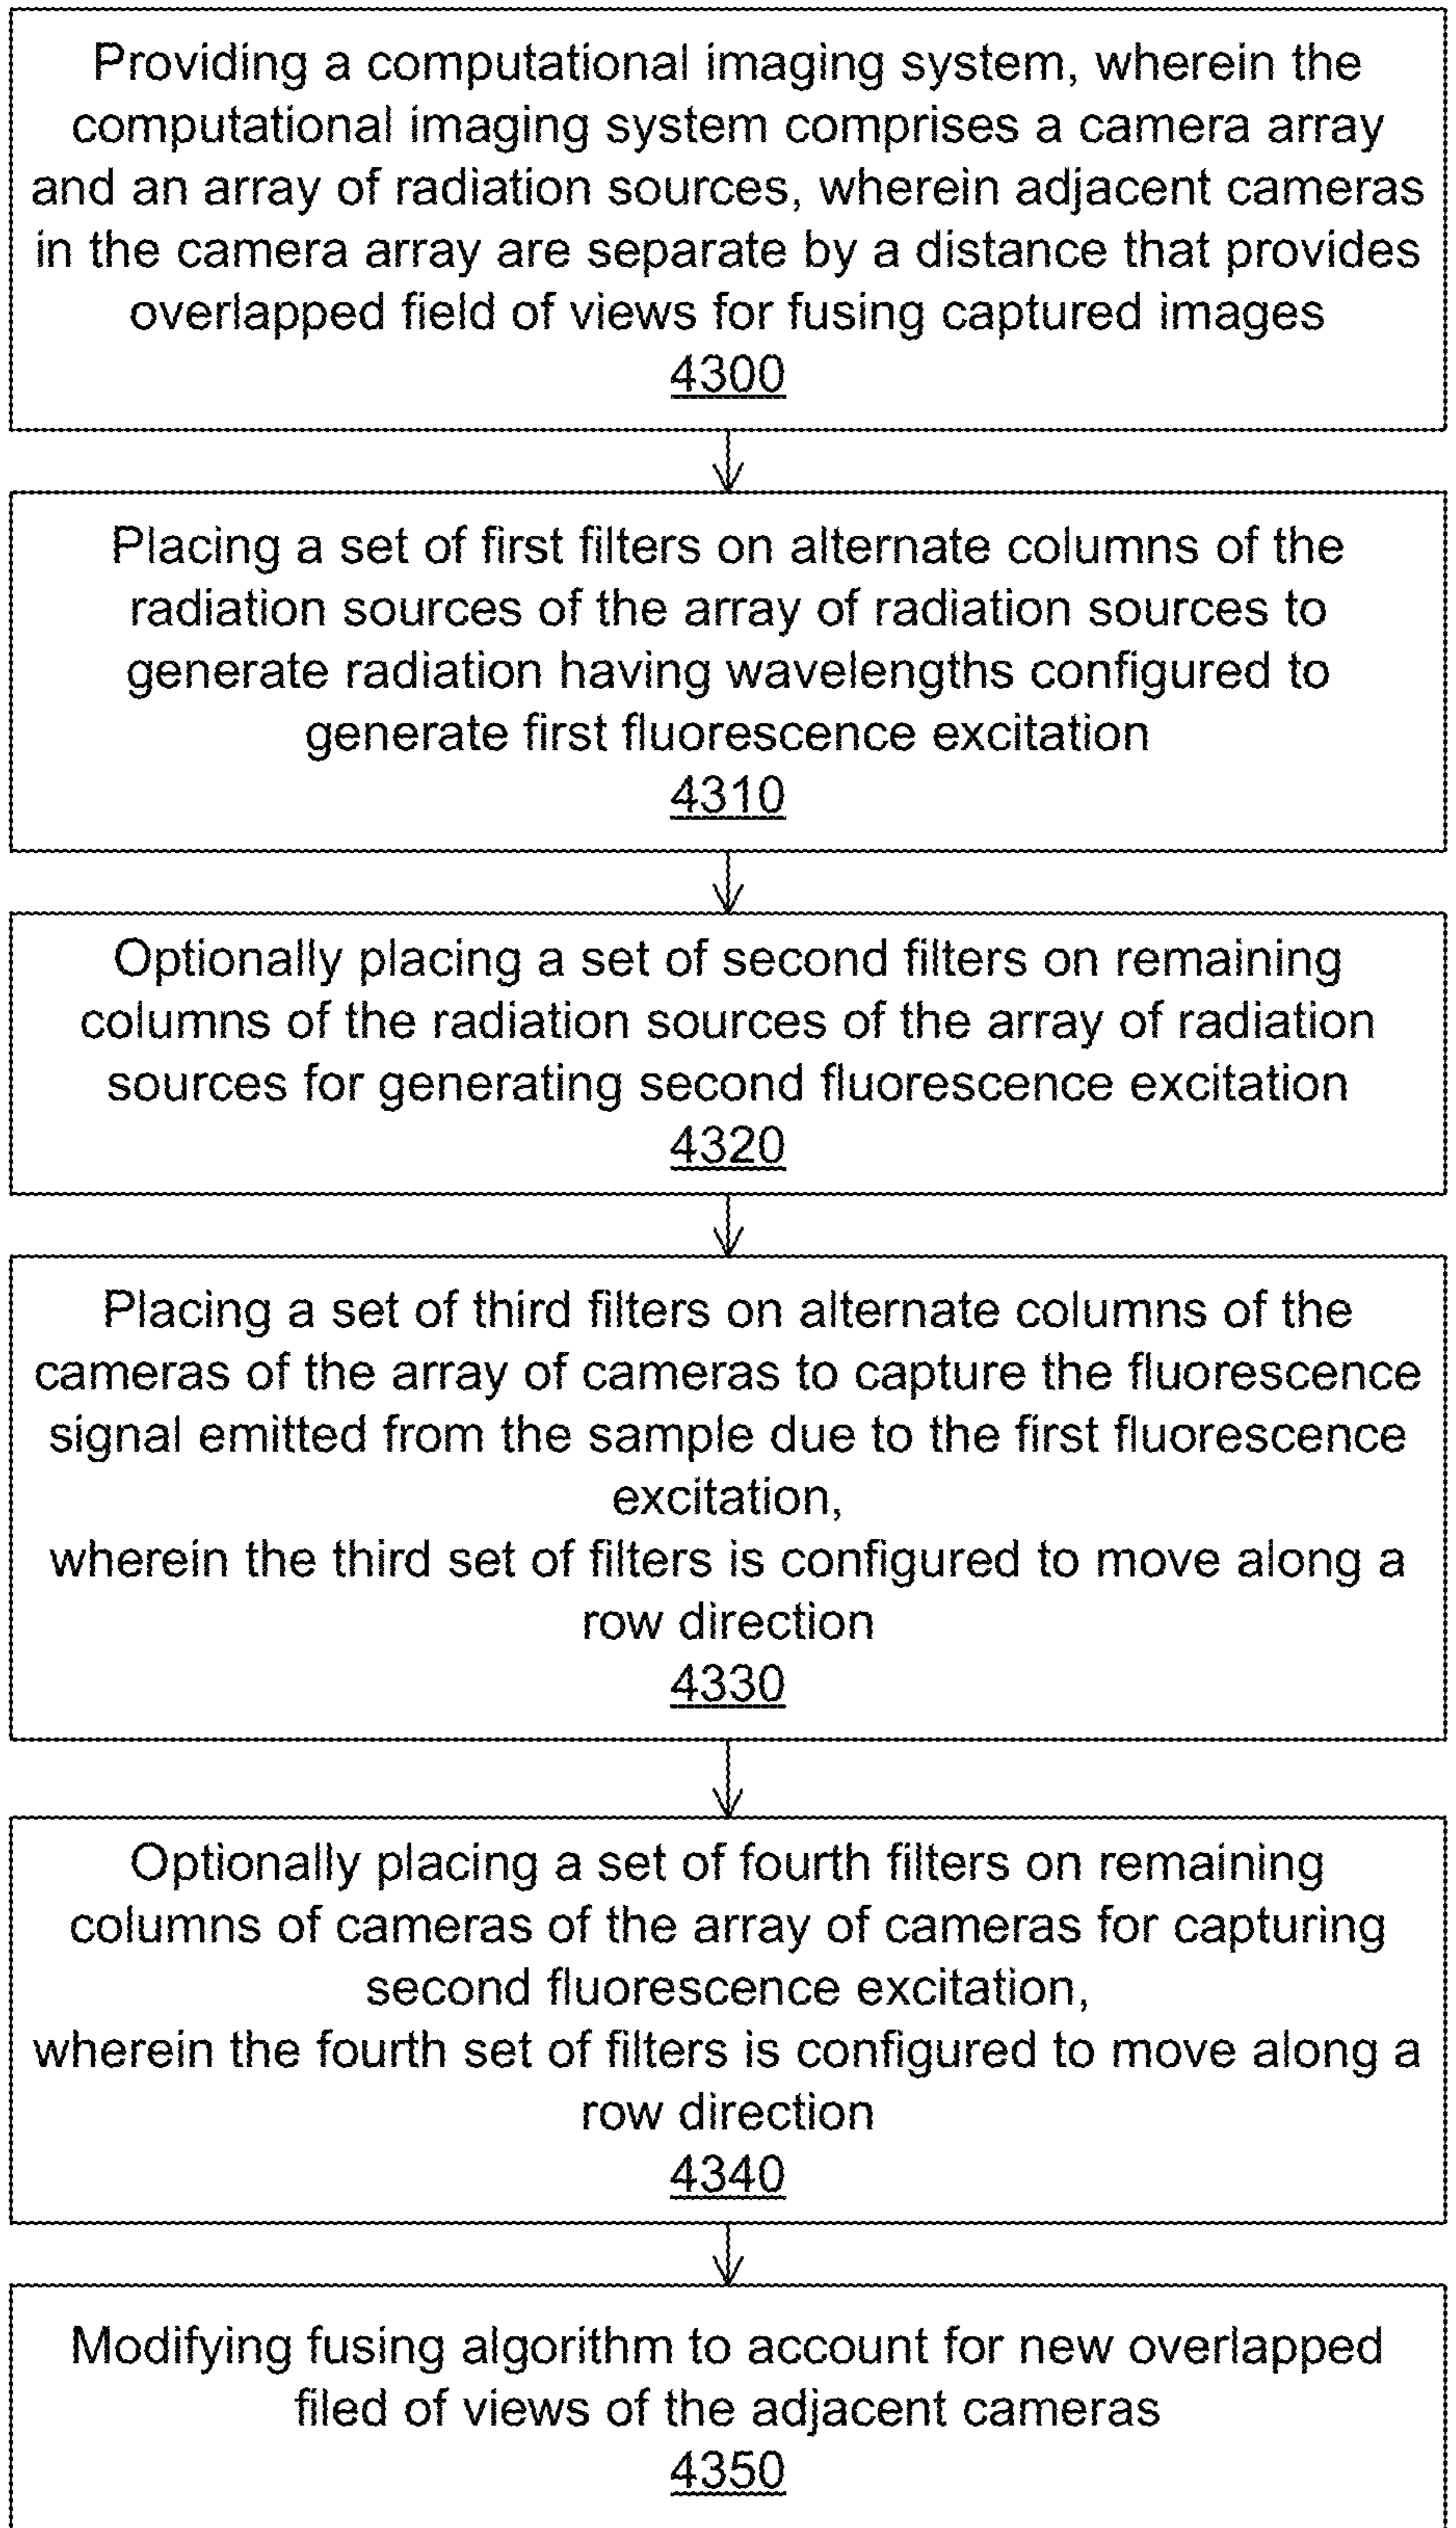 Providing a computational imaging system, wherein the
computational imaging system comprises a camera array
and an array of radiation sources, wherein adjacent cameras
in the camera array are separate by a distance that provides
overlapped field of views for fusing captured images
4300
Placing a set of first filters on alternate columns of the
radiation sources of the array of radiation sources to
generate radiation having wavelengths configured to
generate first fluorescence excitation
4310
Optionally placing a set of second filters on remaining
columns of the radiation sources of the array of radiation
sources for generating second fluorescence excitation
4320
Placing a set of third filters on alternate columns of the
cameras of the array of cameras to capture the fluorescence
signal emitted from the sample due to the first fluorescence
excitation,
wherein the third set of filters is configured to move along a
row direction
4330
Optionally placing a set of fourth filters on remaining
columns of cameras of the array of cameras for capturing
second fluorescence excitation,
wherein the fourth set of filters is configured to move along a
row direction
4340
Modifying fusing algorithm to account for new overlapped
filed of views of the adjacent cameras
4350